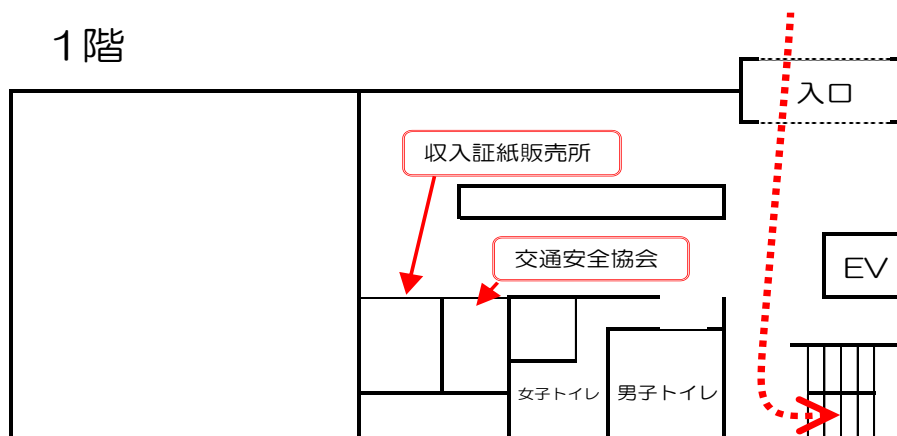 1階
入口
収入証紙販売所
交通安全協会
EV
女子トイレ
男子トイレ